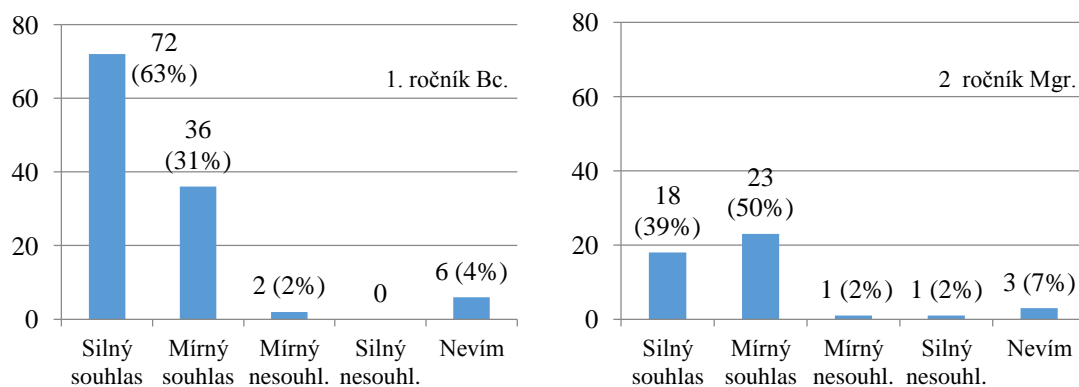 80
60
40
20
0
72
(63%)
1. ročník Bc.
36
(31%)
2 (2%)
0
6 (4%)
Silný
souhlas
Mírný
souhlas
Mírný
nesouhl.
Silný
nesouhl.
Nevím
80
60
40
20
0
2 ročník Mgr.
18
(39%)
23
(50%)
1 (2%)
1 (2%)
3 (7%)
Silný
souhlas
Mírný
souhlas
Mírný
nesouhl.
Silný
nesouhl.
Nevím